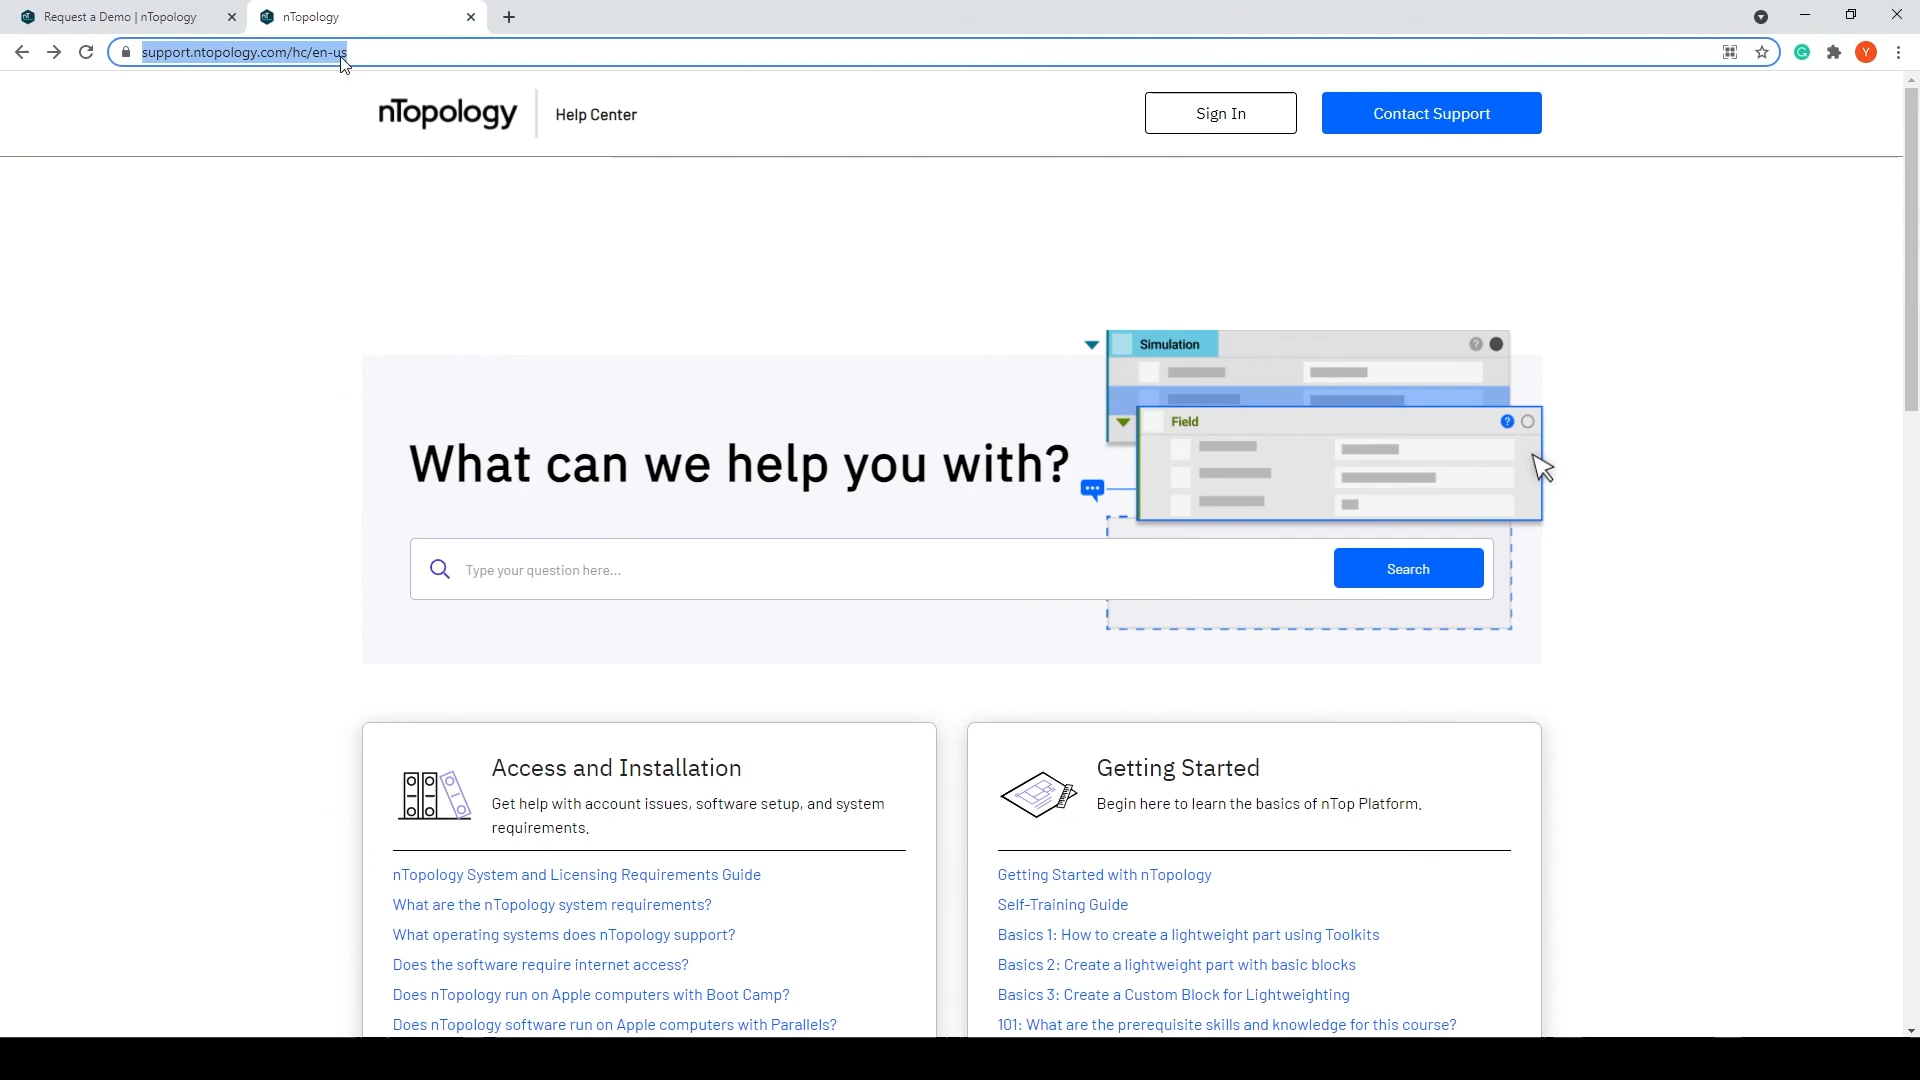 Request a Demo | nTopology
nTopology
support.ntopology.com/hc/en-us
Y
nTopology
Help Center
Sign In
Contact Support
Simulation
Field
What can we help you with?
Type your question here...
Search
Access and Installation
Get help with account issues, software setup, and system
requirements.
nTopology System and Licensing Requirements Guide
What are the nTopology system requirements?
What operating systems does nTopology support?
Does the software require internet access?
Does nTopology run on Apple computers with Boot Camp?
Does nTopology software run on Apple computers with Parallels?
Getting Started
Begin here to learn the basics of nTop Platform.
Getting Started with nTopology
Self-Training Guide
Basics 1: How to create a lightweight part using Toolkits
Basics 2: Create a lightweight part with basic blocks
Basics 3: Create a Custom Block for Lightweighting
101: What are the prerequisite skills and knowledge for this course?